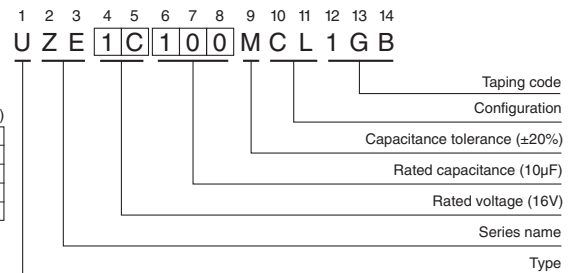 1 2 3 4 5 6 7 8 9 10 11 12 13 14
U Z E 1 C 1 0 0 M C L 1 G B
)
Taping code
Configuration
Capacitance tolerance (±20%)
Rated capacitance (10µF)
Rated voltage (16V)
Series name
Type